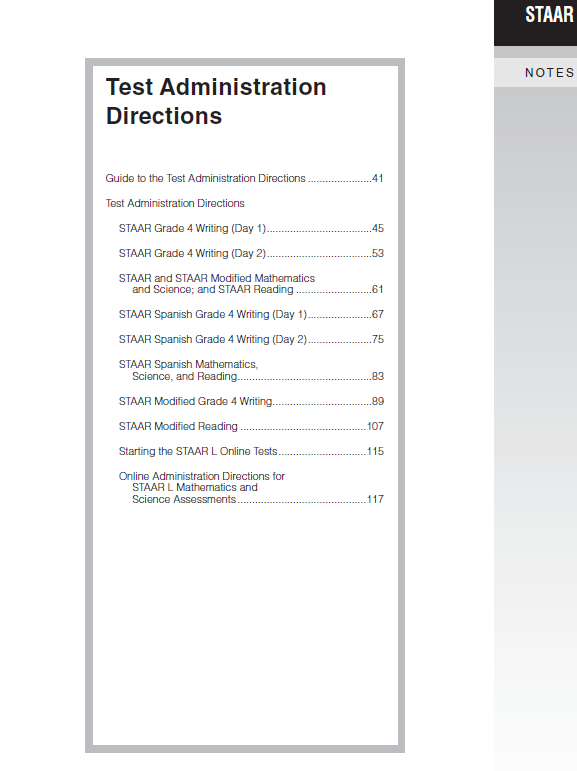 STAAR
NOTES
Test Administration
Directions
Guide to the Test Administration Directions ......................41
Test Administration Directions
STAAR Grade 4 Writing (Day 1)....................................45
STAAR Grade 4 Writing (Day 2)....................................53
STAAR and STAAR Modified Mathematics
and Science; and STAAR Reading ..........................61
STAAR Spanish Grade 4 Writing (Day 1)......................67
STAAR Spanish Grade 4 Writing (Day 2)......................75
STAAR Spanish Mathematics,
Science, and Reading..............................................83
STAAR Modified Grade 4 Writing..................................89
STAAR Modified Reading ...........................................107
Starting the STAAR L Online Tests..............................115
Online Administration Directions for
STAAR L Mathematics and
Science Assessments............................................117